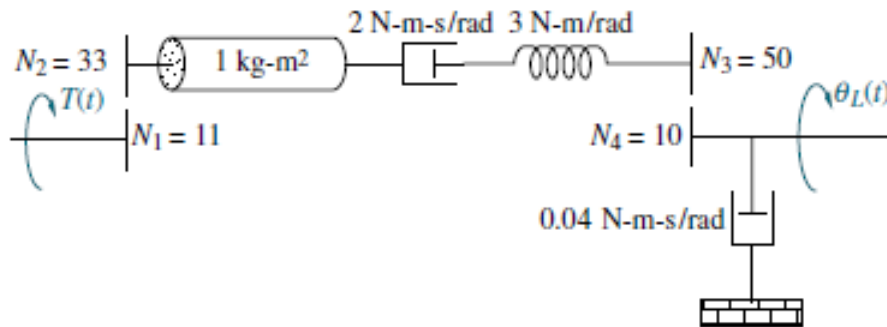 2 N-m-s/rad 3 N-m/rad
N2 = 33
1 kg-m²
N3 = 50
T(t)
θL(t)
N1 = 11
N4 = 10
0.04 N-m-s/rad